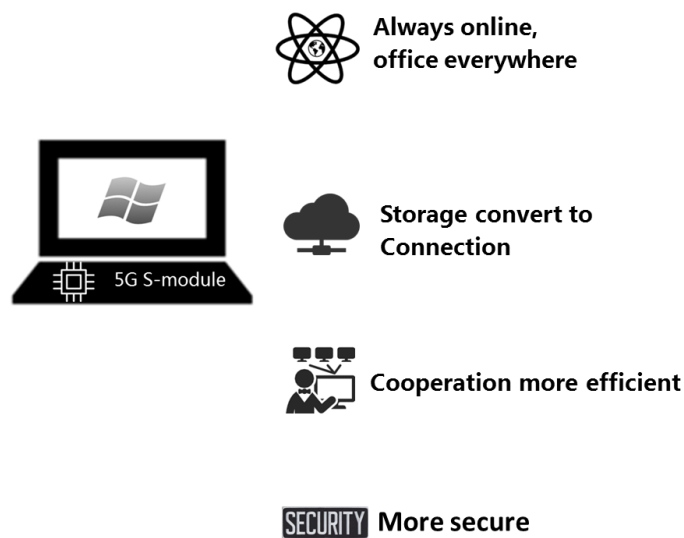 Always online,
office everywhere
Storage convert to
Connection
5G S-module
Cooperation more efficient
SECURITY More secure